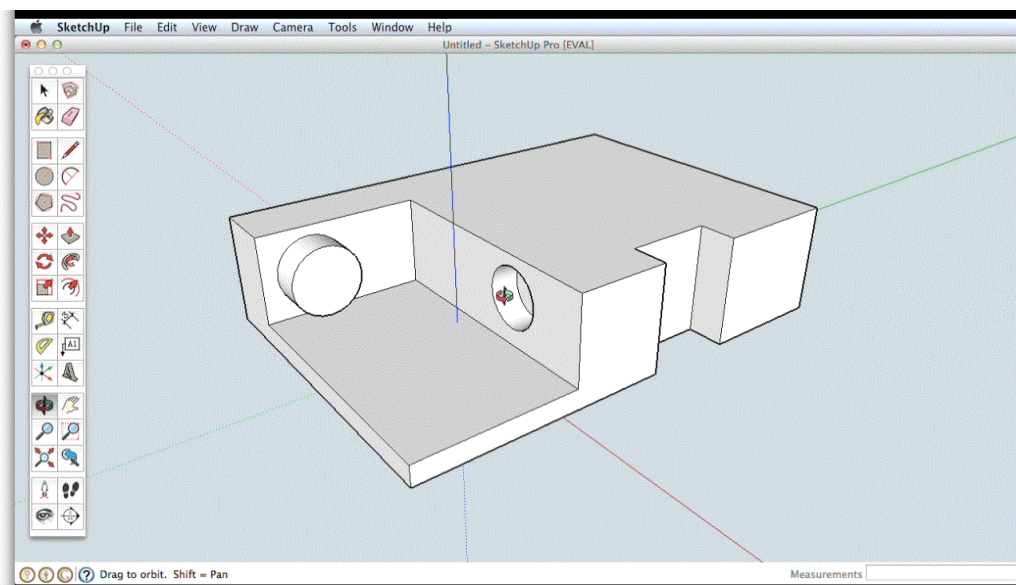 SketchUp File Edit View Draw Camera Tools Window Help
Untitled – SketchUp Pro [EVAL]
A1
Drag to orbit. Shift = Pan
Measurements